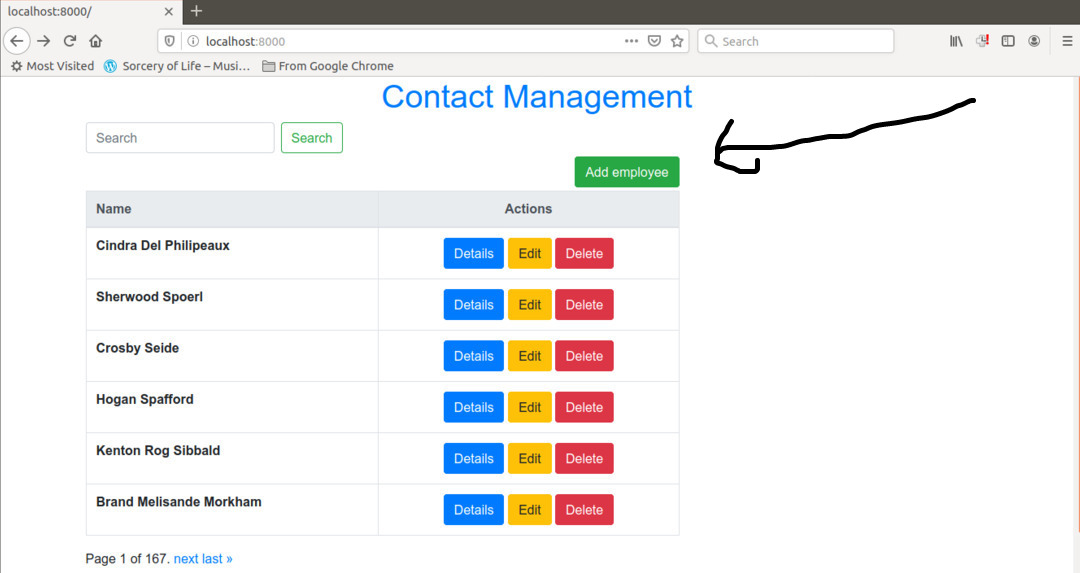 localhost:8000/
localhost:8000
Search
Most Visited Sorcery of Life – Musi… From Google Chrome
Contact Management
Search Search
Add employee
Name Actions
Cindra Del Philipeaux Details Edit Delete
Sherwood Spoerl Details Edit Delete
Crosby Seide Details Edit Delete
Hogan Spafford Details Edit Delete
Kenton Rog Sibbald Details Edit Delete
Brand Melisande Morkham Details Edit Delete
Page 1 of 167. next last »